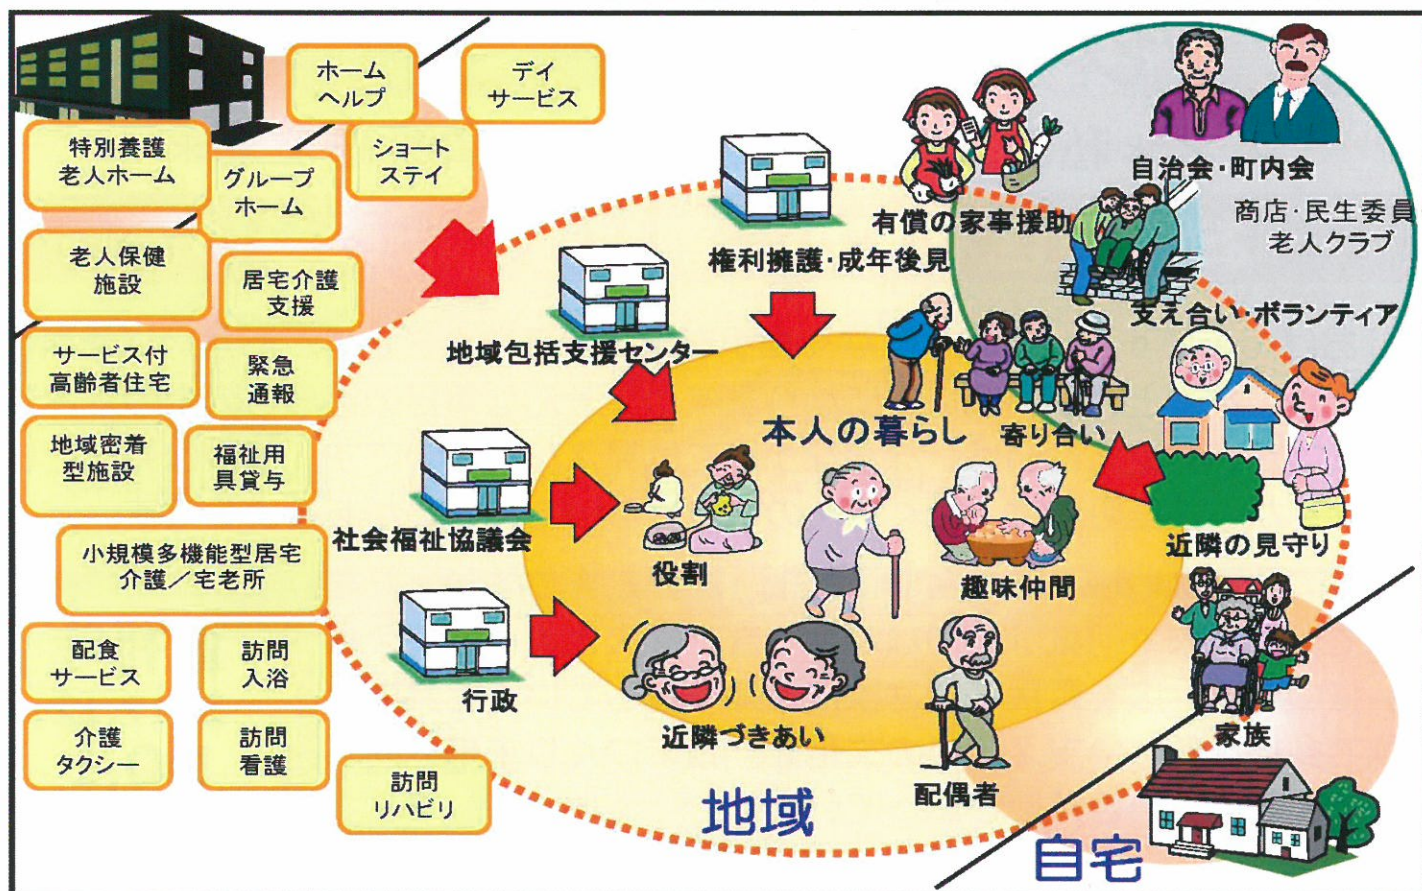 ホーム
ヘルプ
デイ
サービス
特別養護
老人ホーム
グループ
ホーム
ショート
ステイ
老人保健
施設
居宅介護
支援
サービス付
高齢者住宅
緊急
通報
地域密着
型施設
福祉用
具貸与
小規模多機能型居宅
介護／宅老所
配食
サービス
訪問
入浴
介護
タクシー
訪問
看護
訪問
リハビリ
自治会・町内会
商店・民生委員
老人クラブ
有償の家事援助
権利擁護・成年後見
支え合い・ボランティア
地域包括支援センター
本人の暮らし
寄り合い
社会福祉協議会
役割
趣味仲間
近隣の見守り
行政
近隣づきあい
配偶者
家族
地域
自宅